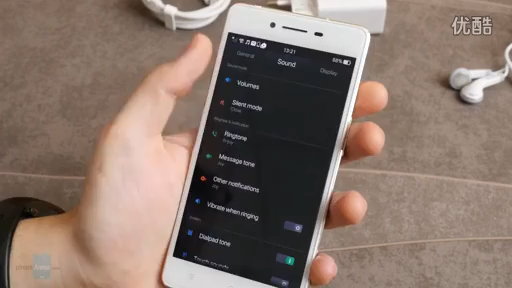 优酷
13:21
General
Sound
Display
Volumes
Silent mode
Ringtone
Message tone
Other notifications
Vibrate when ringing
Dialpad tone